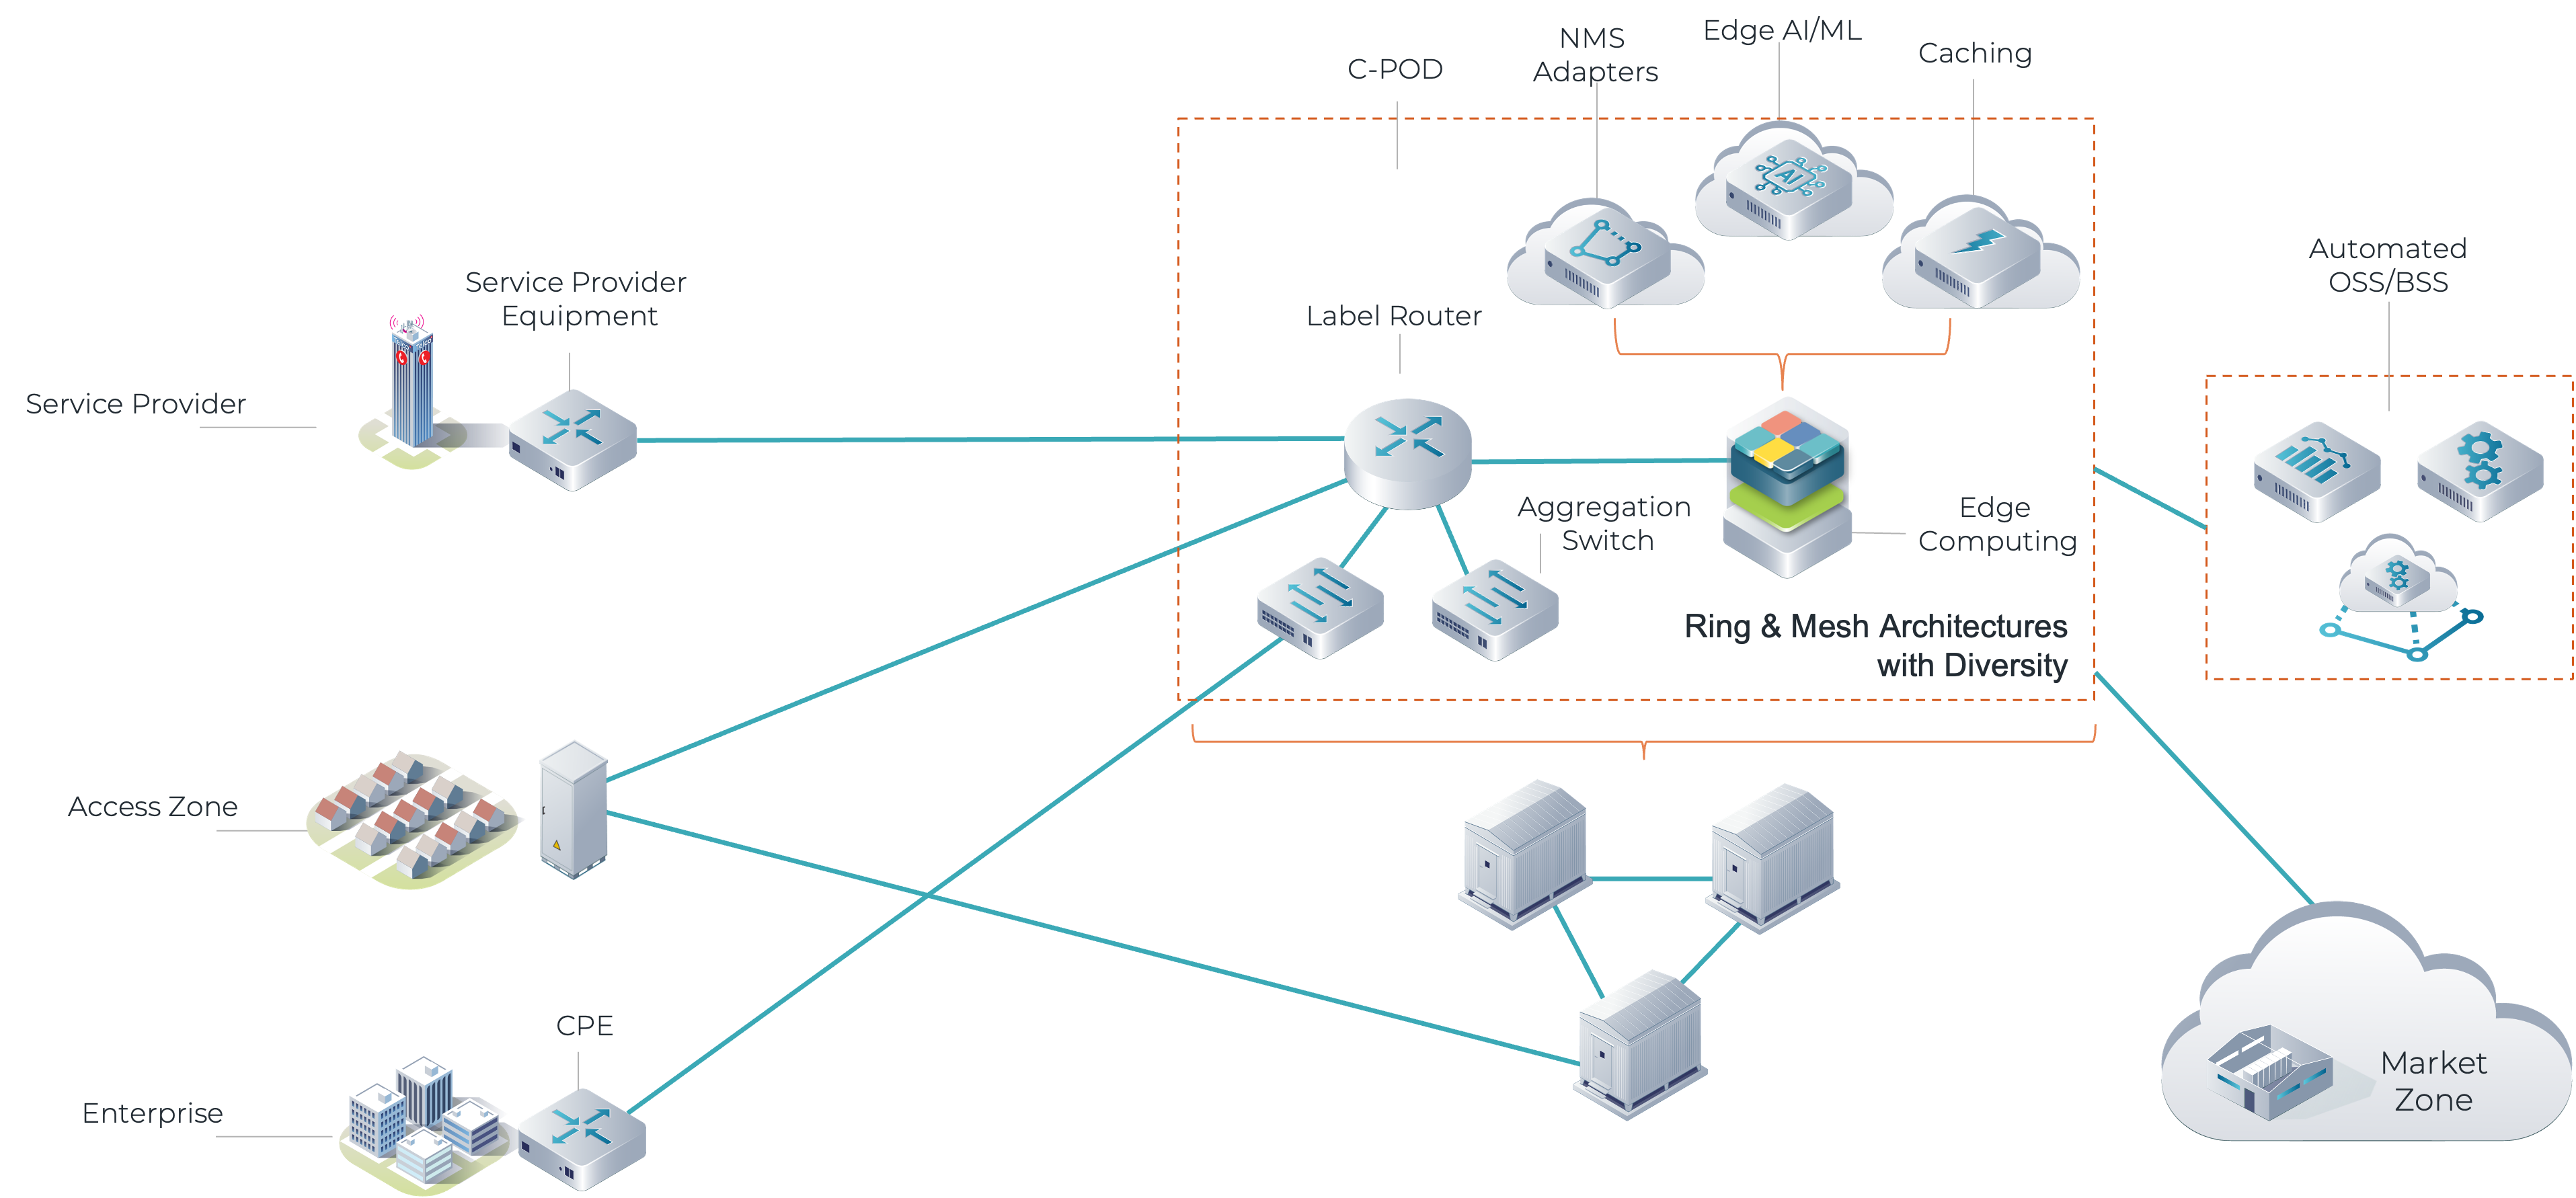 Edge AI/ML
NMS
Adapters
Caching
C-POD
Automated
OSS/BSS
Service Provider
Equipment
Label Router
Service Provider
Aggregation
Switch
Edge
Computing
AI
Ring & Mesh Architectures
with Diversity
Access Zone
CPE
Enterprise
Market
Zone